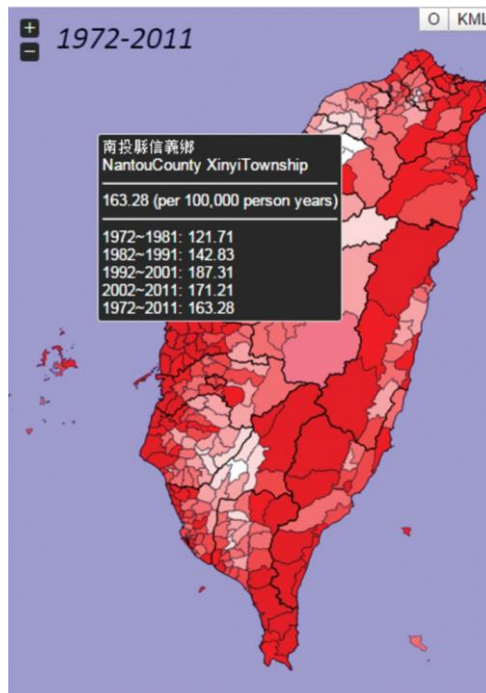 +
−
1972-2011
O KML
南投縣信義鄉
NantouCounty XinyiTownship
163.28 (per 100,000 person years)
1972~1981: 121.71
1982~1991: 142.83
1992~2001: 187.31
2002~2011: 171.21
1972~2011: 163.28